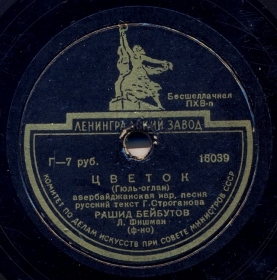 Бесшеллачная
ПХВ-п
ЛЕНИНГРАДСКИЙ ЗАВОД
Г—7 руб. 16039
ЦВЕТОК
(Гюль-оглан)
азербайджанская нар. песня
русский текст Г. Строганова
РАШИД БЕЙБУТОВ
Л. Фишман
(ф-но)
КОМИТЕТ ПО ДЕЛАМ ИСКУССТВ ПРИ СОВЕТЕ МИНИСТРОВ СССР